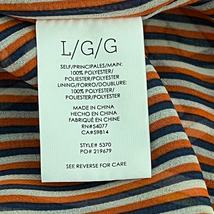 L/G/G
SELF/PRINCIPALES/MAIN:
100% POLYESTER/
POLIESTER/POLYESTER
LINING/FORRO/DOUBLURE:
100% POLYESTER/
POLIESTER/POLYESTER
MADE IN CHINA
HECHO EN CHINA
FABRIQUÉ EN CHINE
RN#54077
CA#59814
STYLE# 5370
PO# 219679
SEE REVERSE FOR CARE